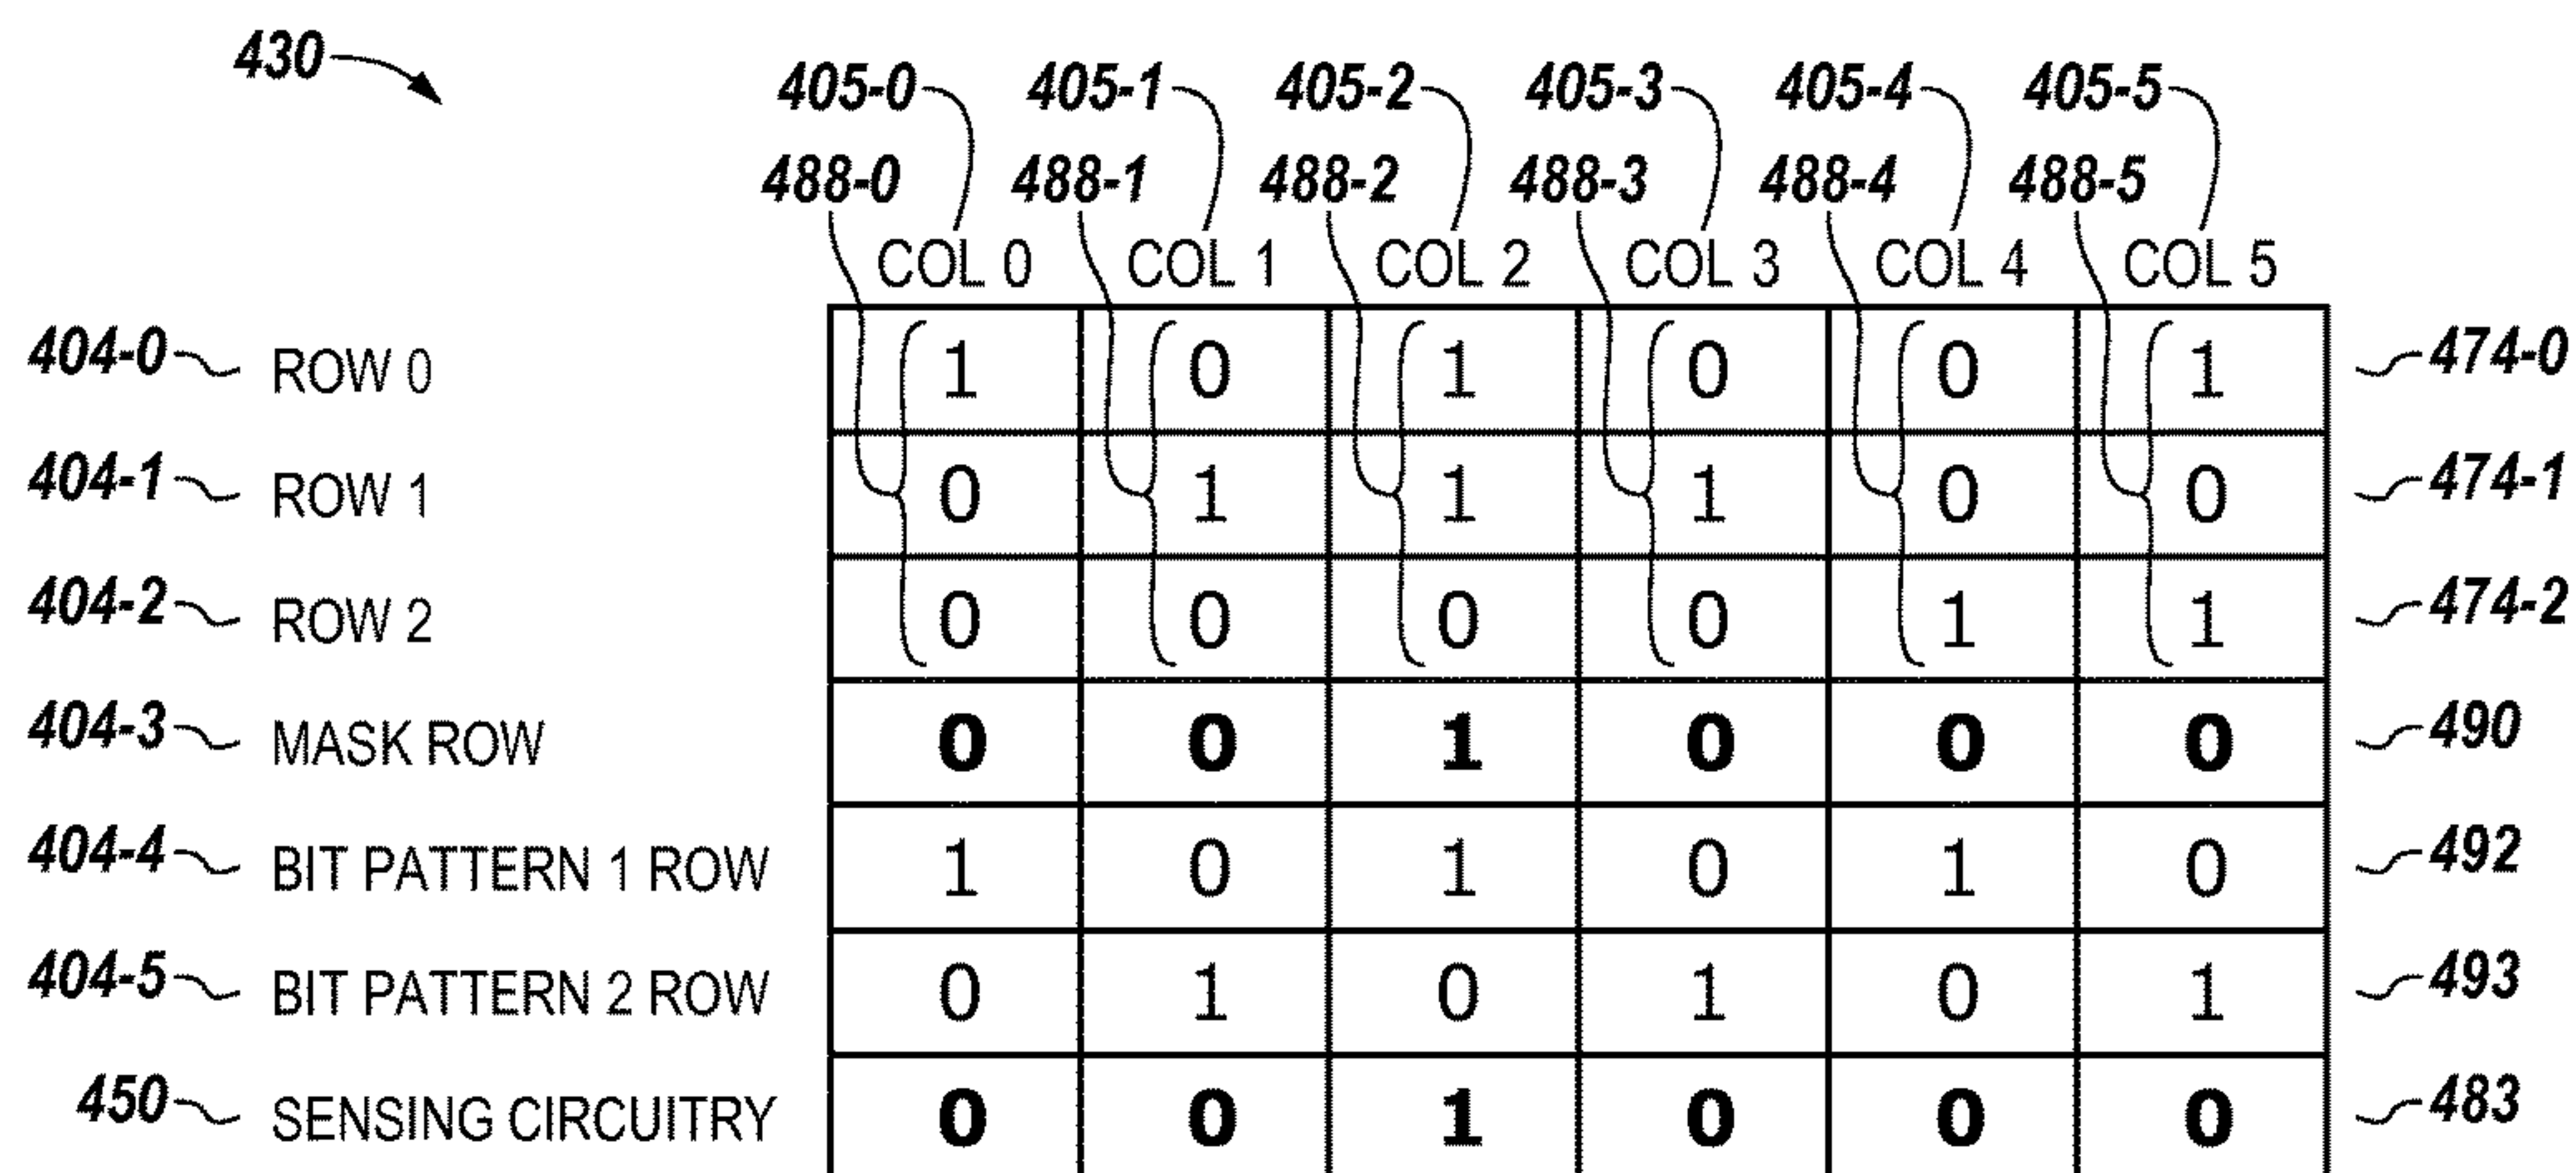 430
405-0 405-1 405-2 405-3 405-4 405-5
488-0 488-1 488-2 488-3 488-4 488-5
COL 0 COL 1 COL 2 COL 3 COL 4 COL 5
404-0 ROW 0 1 0 1 0 0 1 474-0
404-1 ROW 1 0 1 1 1 0 0 474-1
404-2 ROW 2 0 0 0 0 1 1 474-2
404-3 MASK ROW 0 0 1 0 0 0 490
404-4 BIT PATTERN 1 ROW 1 0 1 0 1 0 492
404-5 BIT PATTERN 2 ROW 0 1 0 1 0 1 493
450 SENSING CIRCUITRY 0 0 1 0 0 0 483